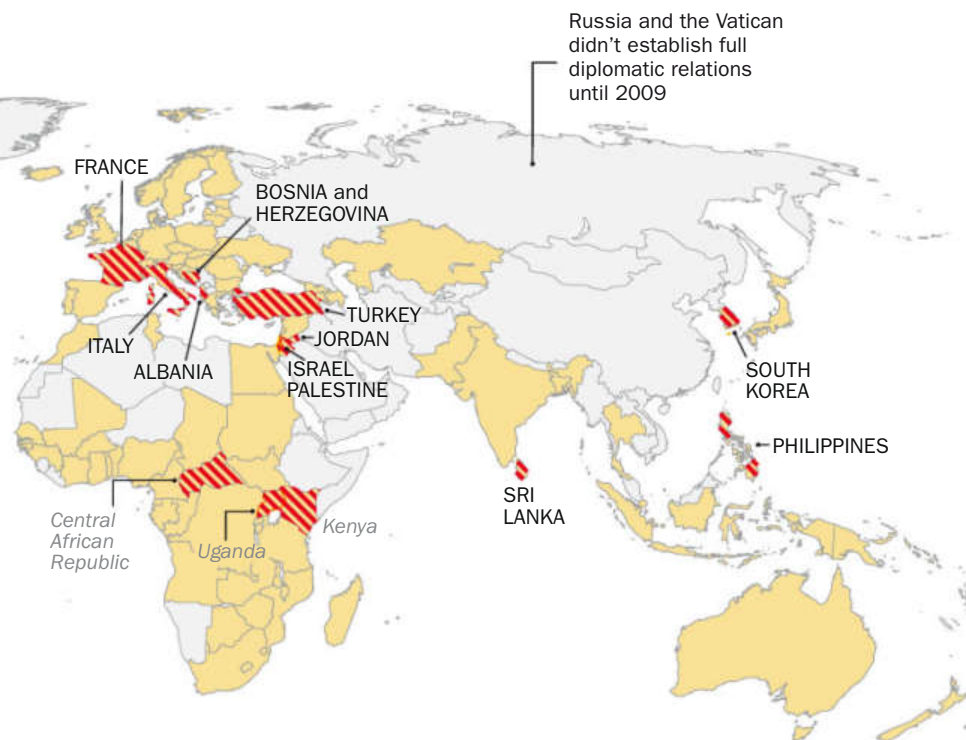 Russia and the Vatican
didn't establish full
diplomatic relations
until 2009
FRANCE
BOSNIA and
HERZEGOVINA
TURKEY
ITALY
JORDAN
ALBANIA
ISRAEL
PALESTINE
SOUTH
KOREA
PHILIPPINES
SRI
LANKA
Central
African
Republic
Uganda
Kenya